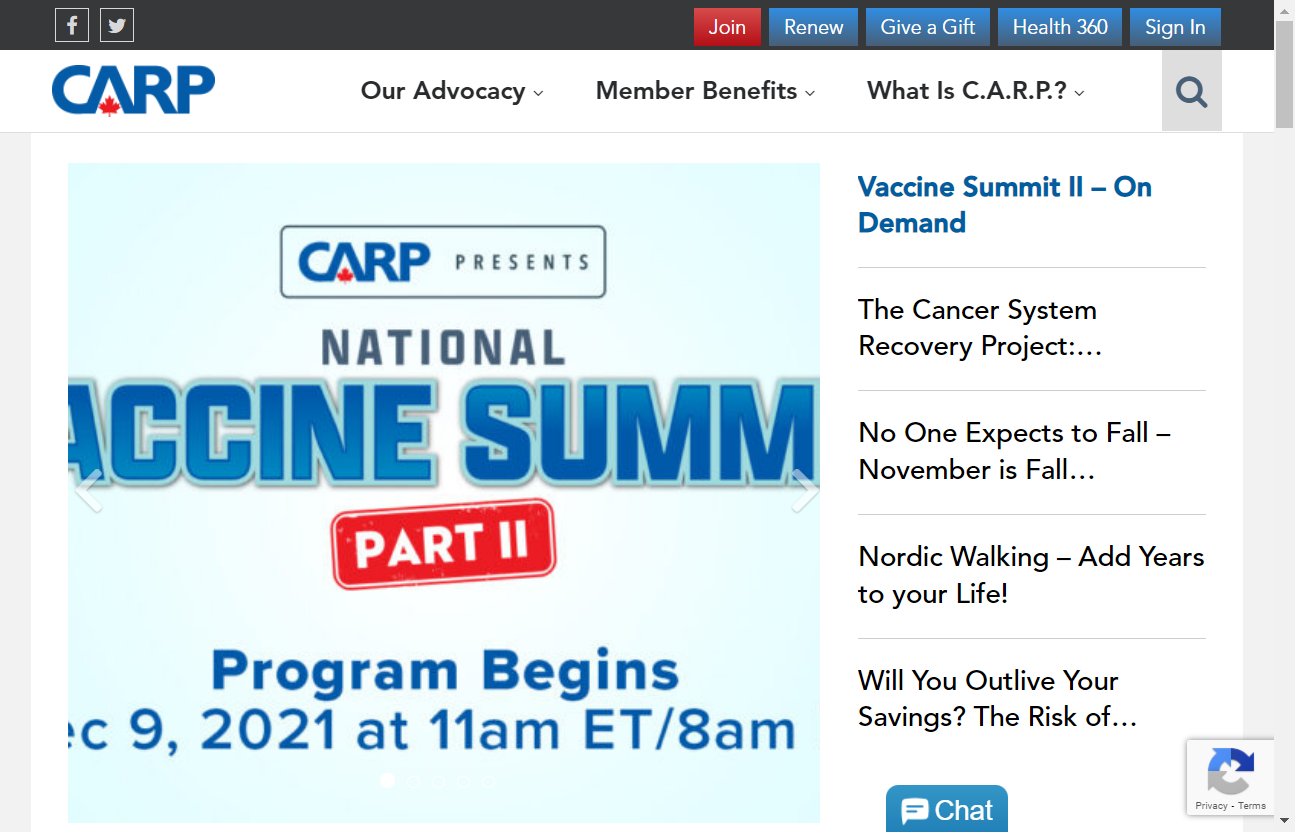 Join Renew Give a Gift Health 360 Sign In
CARP Our Advocacy Member Benefits What Is C.A.R.P.?
CARP PRESENTS
NATIONAL
ACCINE SUMM
PART II
Program Begins
ec 9, 2021 at 11am ET/8am
Vaccine Summit II – On
Demand
The Cancer System
Recovery Project:…
No One Expects to Fall –
November is Fall…
Nordic Walking – Add Years
to your Life!
Will You Outlive Your
Savings? The Risk of…
Chat
Privacy - Terms